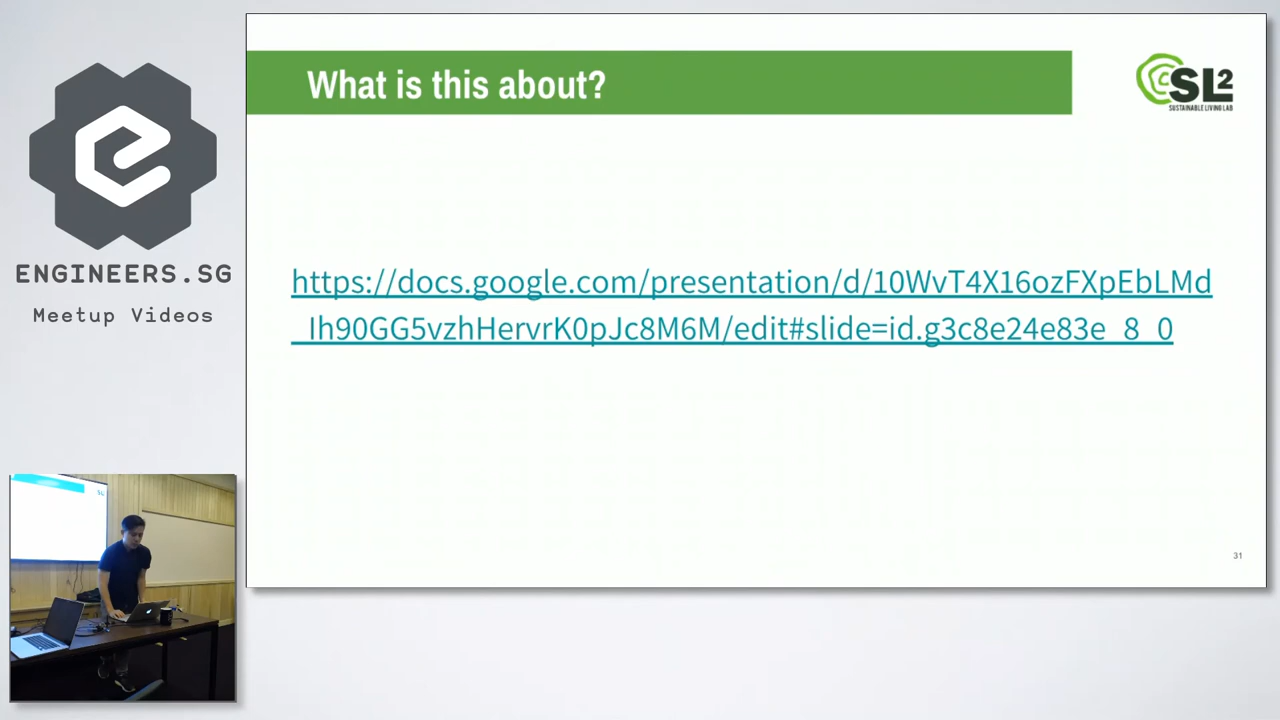 What is this about?
SL2
SUSTAINABLE LIVING LAB
ENGINEERS.SG
Meetup Videos
https://docs.google.com/presentation/d/10WvT4X16ozFXpEbLMd
_Ih90GG5vzhHervrK0pJc8M6M/edit#slide=id.g3c8e24e83e_8_0
31